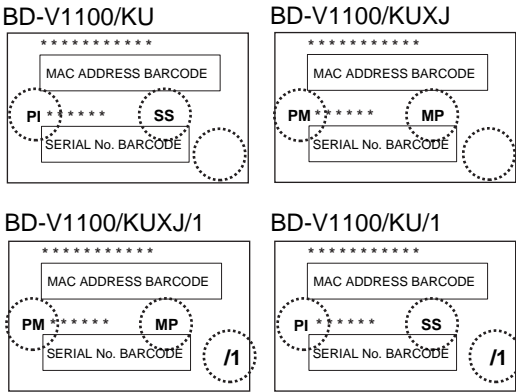 BD-V1100/KU
* * * * * * * * * * *
MAC ADDRESS BARCODE
PI * * * * * * SS
SERIAL No. BARCODE
BD-V1100/KUXJ
* * * * * * * * * * *
MAC ADDRESS BARCODE
PM * * * * * * MP
SERIAL No. BARCODE
BD-V1100/KUXJ/1
* * * * * * * * * * *
MAC ADDRESS BARCODE
PM * * * * * * MP
SERIAL No. BARCODE /1
BD-V1100/KU/1
* * * * * * * * * * *
MAC ADDRESS BARCODE
PI * * * * * * SS
SERIAL No. BARCODE /1